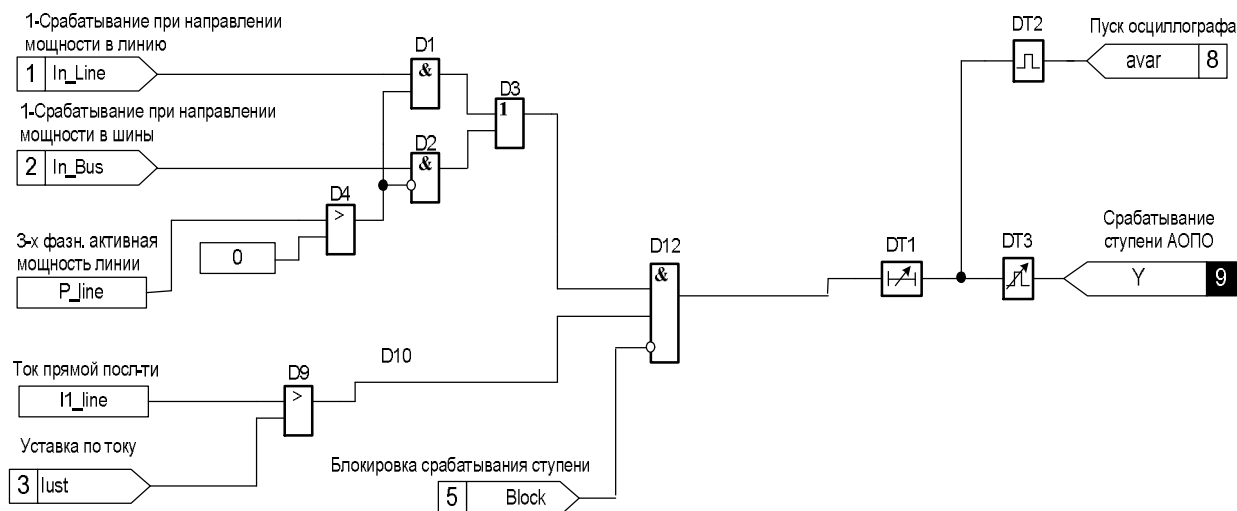 1-Срабатывание при направлении
мощности в линию
1 In_Line
D1
&
D3
1
DT2
Пуск осциллографа
avar 8
1-Срабатывание при направлении
мощности в шины
2 In_Bus
D2
&
D4
>
0
3-х фазн. активная
мощность линии
P_line
D12
&
DT1
DT3
Срабатывание
ступени АОПО
Y 9
Ток прямой посл-ти
I1_line
D9
>
D10
Уставка по току
3 Iust
Блокировка срабатывания ступени
5 Block